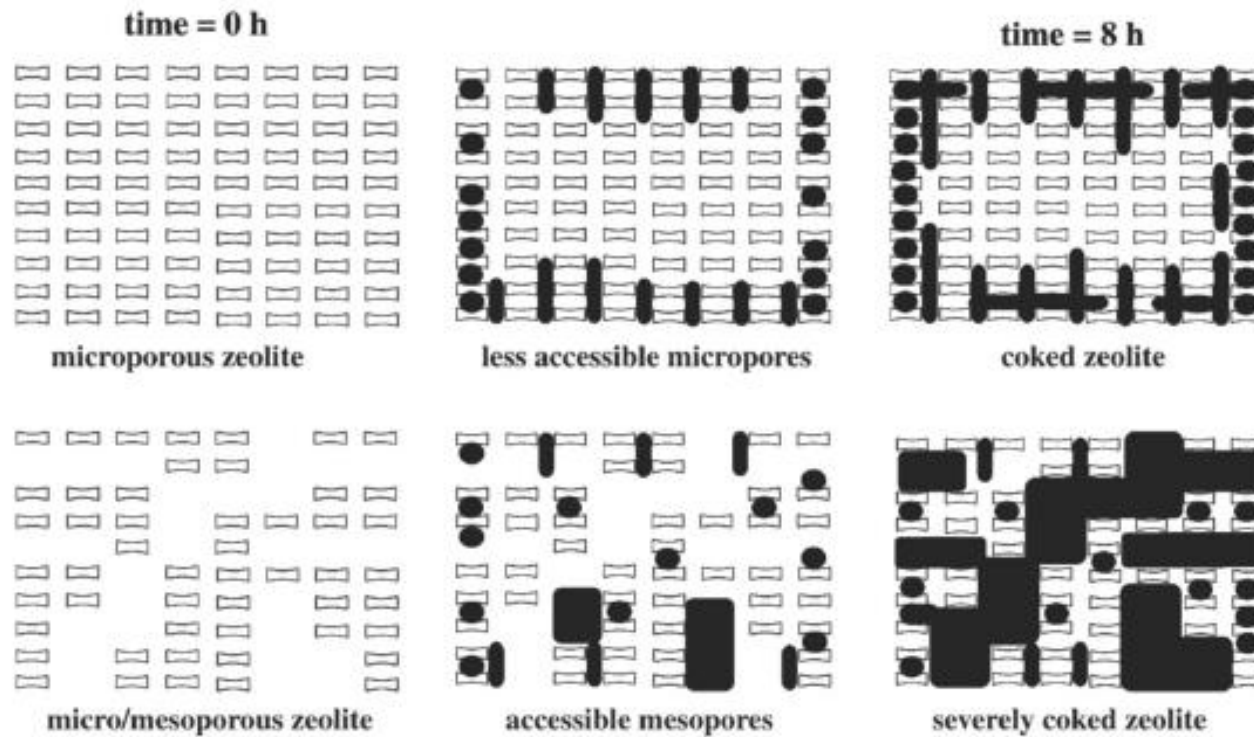 time = 0 h
time = 8 h
microporous zeolite
less accessible micropores
coked zeolite
micro/mesoporous zeolite
accessible mesopores
severely coked zeolite